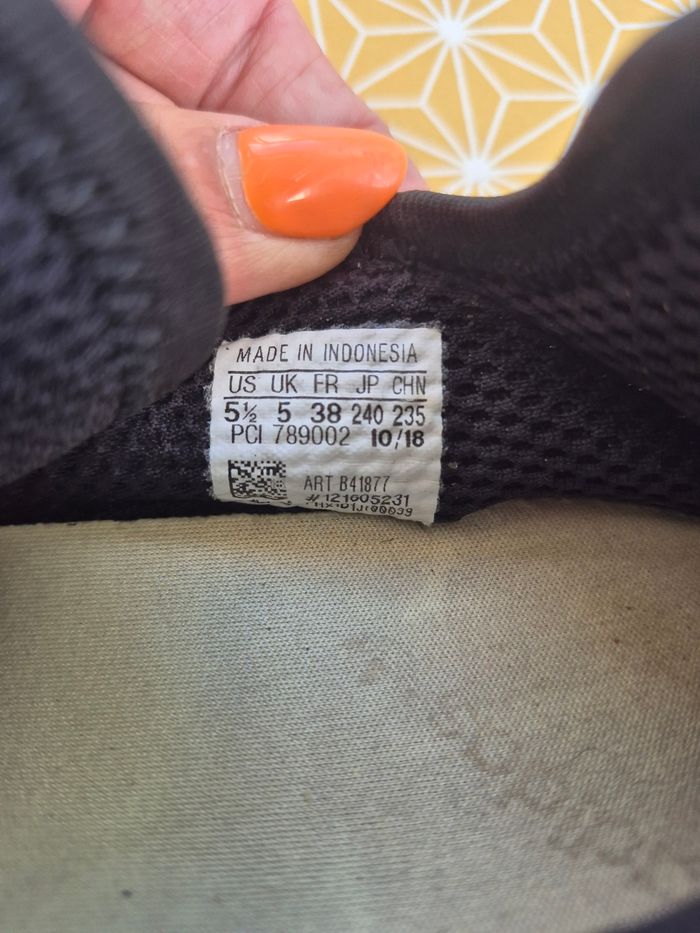 MADE IN INDONESIA
US UK FR JP CHN
5½ 5 38 240 235
PCI 789002 10/18
ART B41877
#/121605231